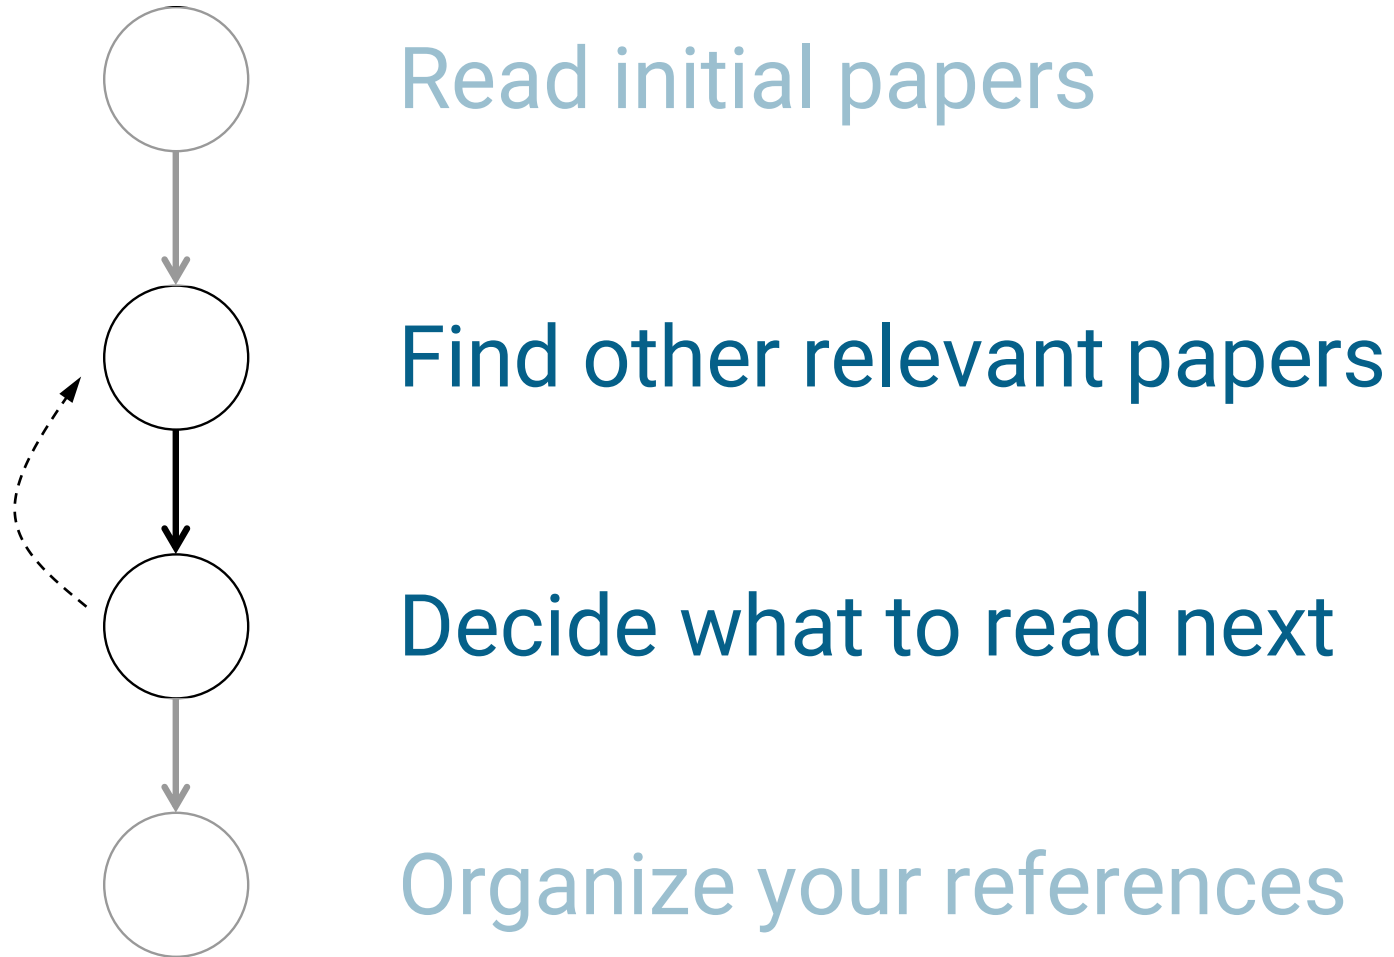 Read initial papers
Find other relevant papers
Decide what to read next
Organize your references